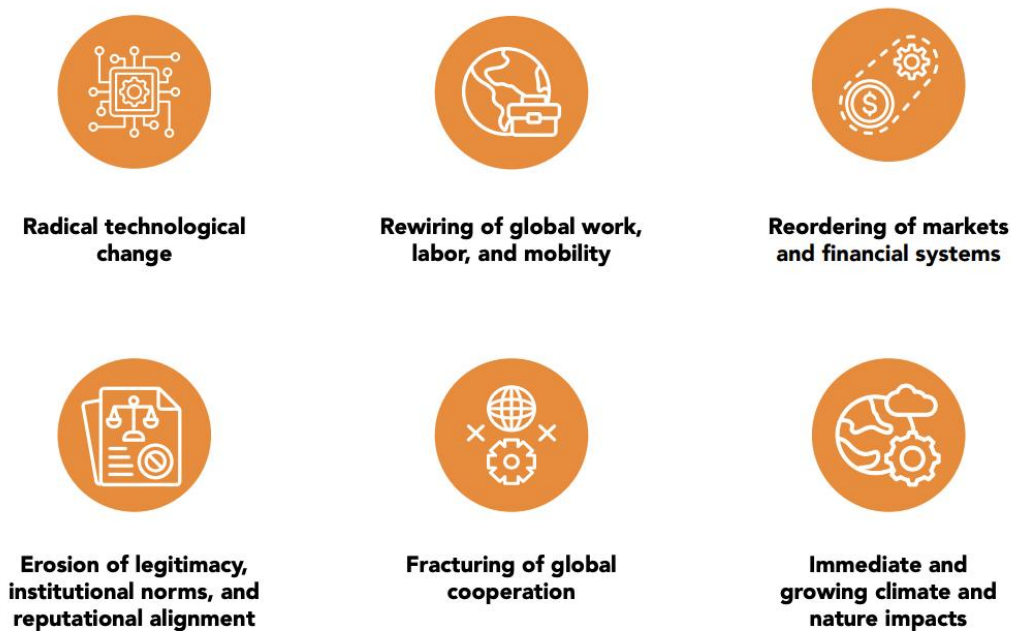 $
Radical technological
change
Rewiring of global work,
labor, and mobility
Reordering of markets
and financial systems
Erosion of legitimacy,
institutional norms, and
reputational alignment
Fracturing of global
cooperation
Immediate and
growing climate and
nature impacts